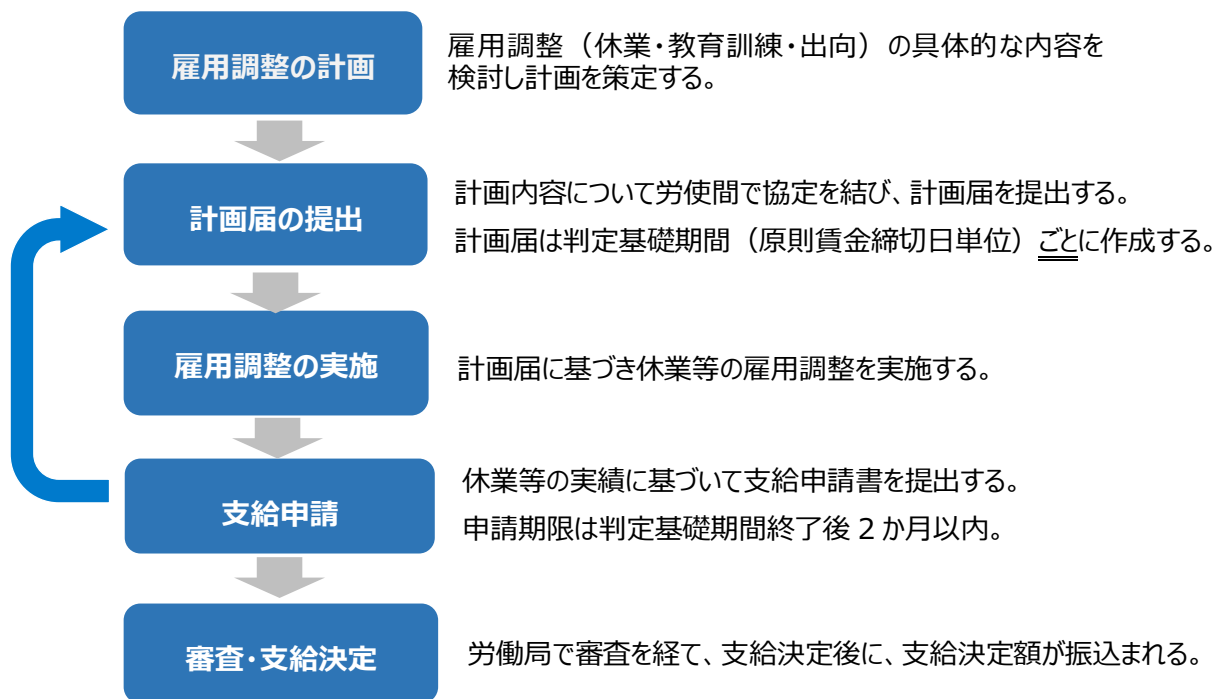 雇用調整の計画
雇用調整（休業・教育訓練・出向）の具体的な内容を
検討し計画を策定する。
計画届の提出
計画内容について労使間で協定を結び、計画届を提出する。
計画届は判定基礎期間（原則賃金締切日単位）ごとに作成する。
雇用調整の実施
計画届に基づき休業等の雇用調整を実施する。
支給申請
休業等の実績に基づいて支給申請書を提出する。
申請期限は判定基礎期間終了後 2 か月以内。
審査・支給決定
労働局で審査を経て、支給決定後に、支給決定額が振込まれる。